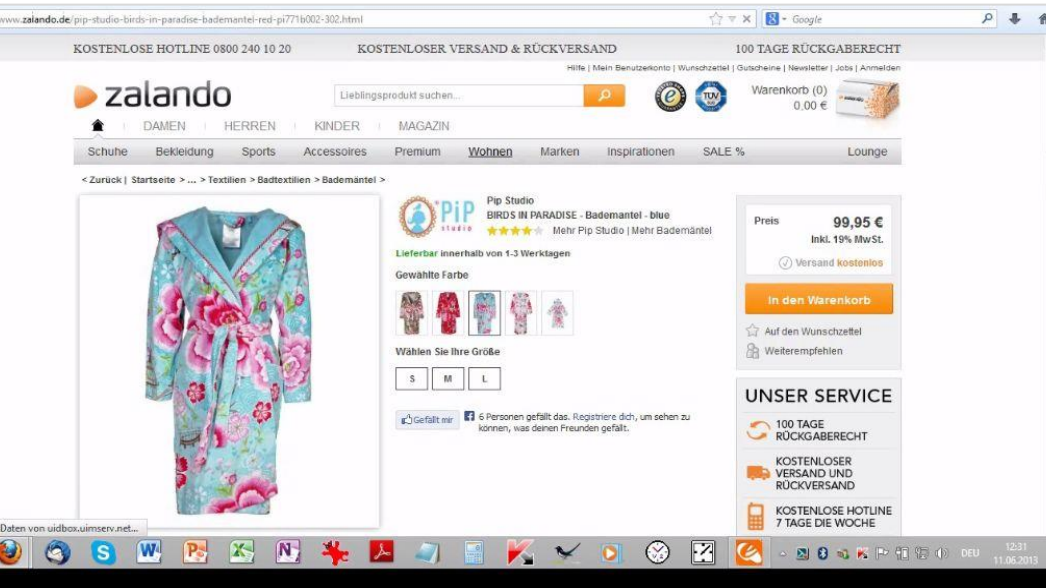 www.zalando.de/pip-studio-birds-in-paradise-bademantel-red-pi771b002-302.html
Google
KOSTENLOSE HOTLINE 0800 240 10 20
KOSTENLOSER VERSAND & RÜCKVERSAND
100 TAGE RÜCKGABERECHT
Hilfe | Mein Benutzerkonto | Wunschzettel | Gutscheine | Newsletter | Jobs | Anmelden
zalando
Lieblingsprodukt suchen...
TÜV
Warenkorb (0)
0,00 €
DAMEN
HERREN
KINDER
MAGAZIN
Schuhe Bekleidung Sports Accessoires Premium Wohnen Marken Inspirationen SALE % Lounge
< Zurück | Startseite > ... > Textilien > Badtextilien > Bademäntel >
PiP
studio
Pip Studio
BIRDS IN PARADISE - Bademantel - blue
Mehr Pip Studio | Mehr Bademäntel
Lieferbar innerhalb von 1-3 Werktagen
Gewählte Farbe
Wählen Sie Ihre Größe
S M L
Gefällt mir
6 Personen gefällt das. Registriere dich, um sehen zu
können, was deinen Freunden gefällt.
Preis 99,95 €
Inkl. 19% MwSt.
Versand kostenlos
In den Warenkorb
Auf den Wunschzettel
Weiterempfehlen
UNSER SERVICE
100 TAGE
RÜCKGABERECHT
KOSTENLOSER
VERSAND UND
RÜCKVERSAND
KOSTENLOSE HOTLINE
7 TAGE DIE WOCHE
Daten von uidbox.uimserv.net...
DEU
12:31
11.06.2013